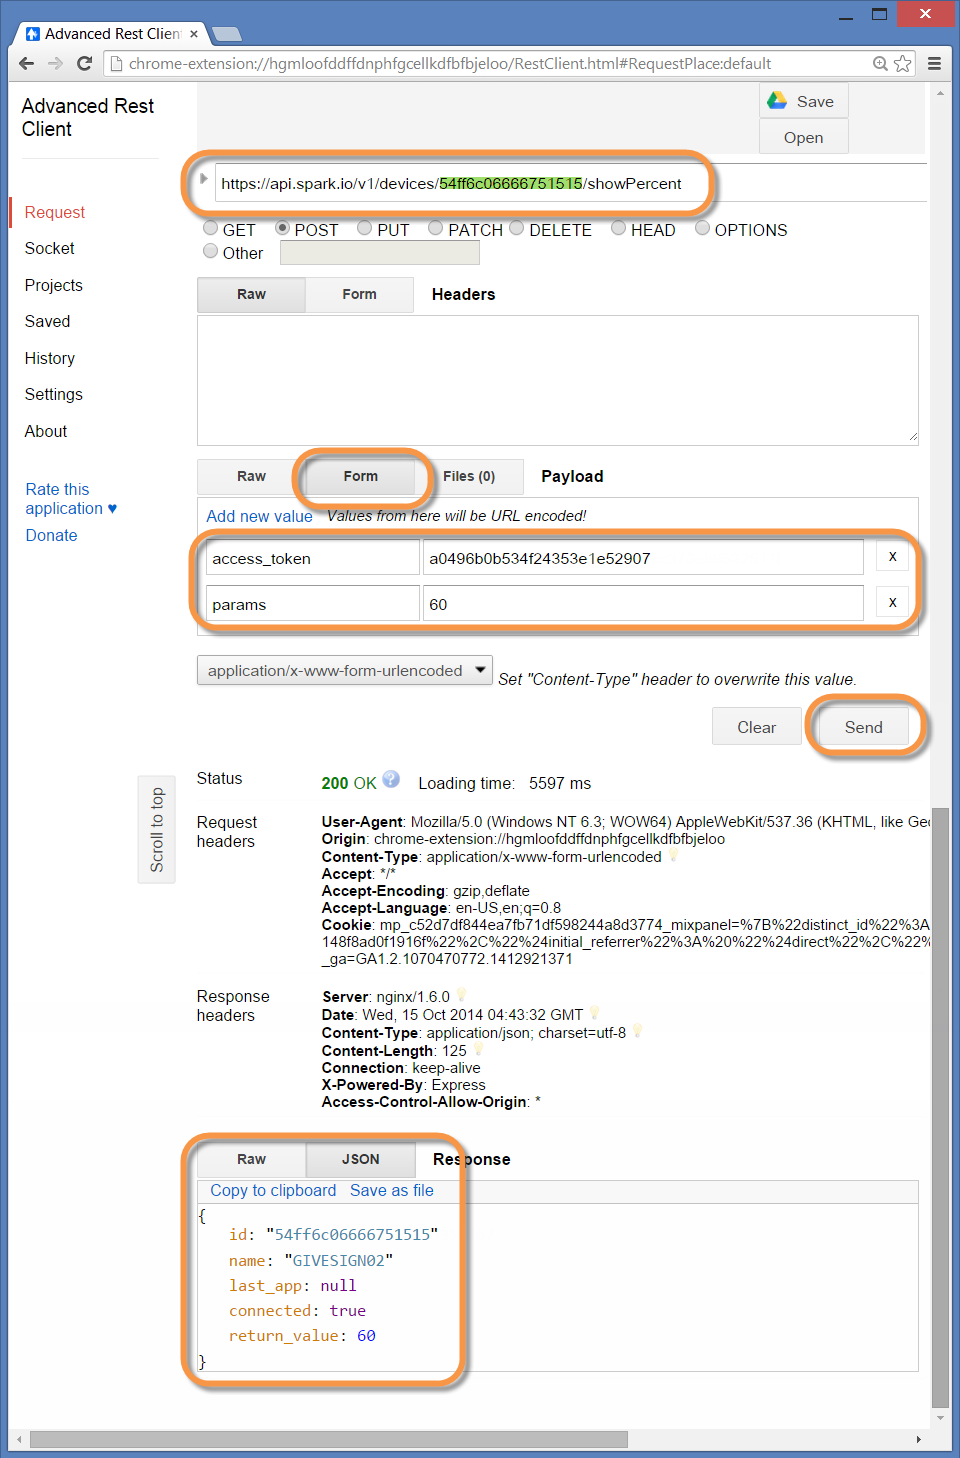 Advanced Rest Clien
chrome-extension://hgmloofddffdnphfgcellkdfbfbjeloo/RestClient.html#RequestPlace:default
Advanced Rest
Client
Save
Open
https://api.spark.io/v1/devices/54ff6c06666751515/showPercent
Request
GET POST PUT PATCH DELETE HEAD OPTIONS
Socket
Other
Projects
Raw Form Headers
Saved
History
Settings
About
Raw Form Files (0) Payload
Rate this
application ♥
Add new value Values from here will be URL encoded!
Donate
access_token a0496b0b534f24353e1e52907 x
params 60 x
application/x-www-form-urlencoded Set "Content-Type" header to overwrite this value.
Clear Send
Scroll to top
Status 200 OK Loading time: 5597 ms
Request
headers
User-Agent: Mozilla/5.0 (Windows NT 6.3; WOW64) AppleWebKit/537.36 (KHTML, like Gec
Origin: chrome-extension://hgmloofddffdnphfgcellkdfbfbjeloo
Content-Type: application/x-www-form-urlencoded
Accept: */*
Accept-Encoding: gzip,deflate
Accept-Language: en-US,en;q=0.8
Cookie: mp_c52d7df844ea7fb71df598244a8d3774_mixpanel=%7B%22distinct_id%22%3A
148f8ad0f1916f%22%2C%22%24initial_referrer%22%3A%20%22%24direct%22%2C%22%
_ga=GA1.2.1070470772.1412921371
Response
headers
Server: nginx/1.6.0
Date: Wed, 15 Oct 2014 04:43:32 GMT
Content-Type: application/json; charset=utf-8
Content-Length: 125
Connection: keep-alive
X-Powered-By: Express
Access-Control-Allow-Origin: *
Raw JSON Response
Copy to clipboard Save as file
{
id: "54ff6c06666751515"
name: "GIVESIGN02"
last_app: null
connected: true
return_value: 60
}